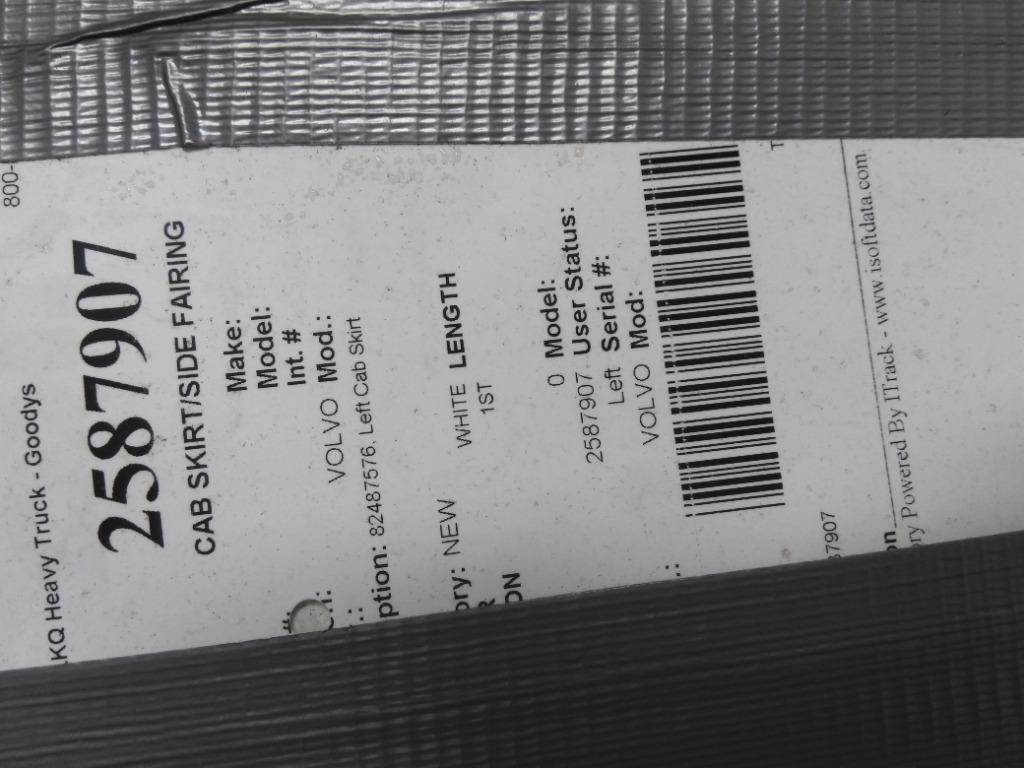 KQ Heavy Truck - Goodys 800-
2587907
CAB SKIRT/SIDE FAIRING
Make:
Model:
#: Int. #
VOLVO Mod.:
ption: 82487576, Left Cab Skirt
ory: NEW WHITE LENGTH
1ST
ON
0 Model:
2587907 User Status:
Left Serial #:
.: VOLVO Mod:
7907
on
ry Powered By ITrack - www.isoftdata.com